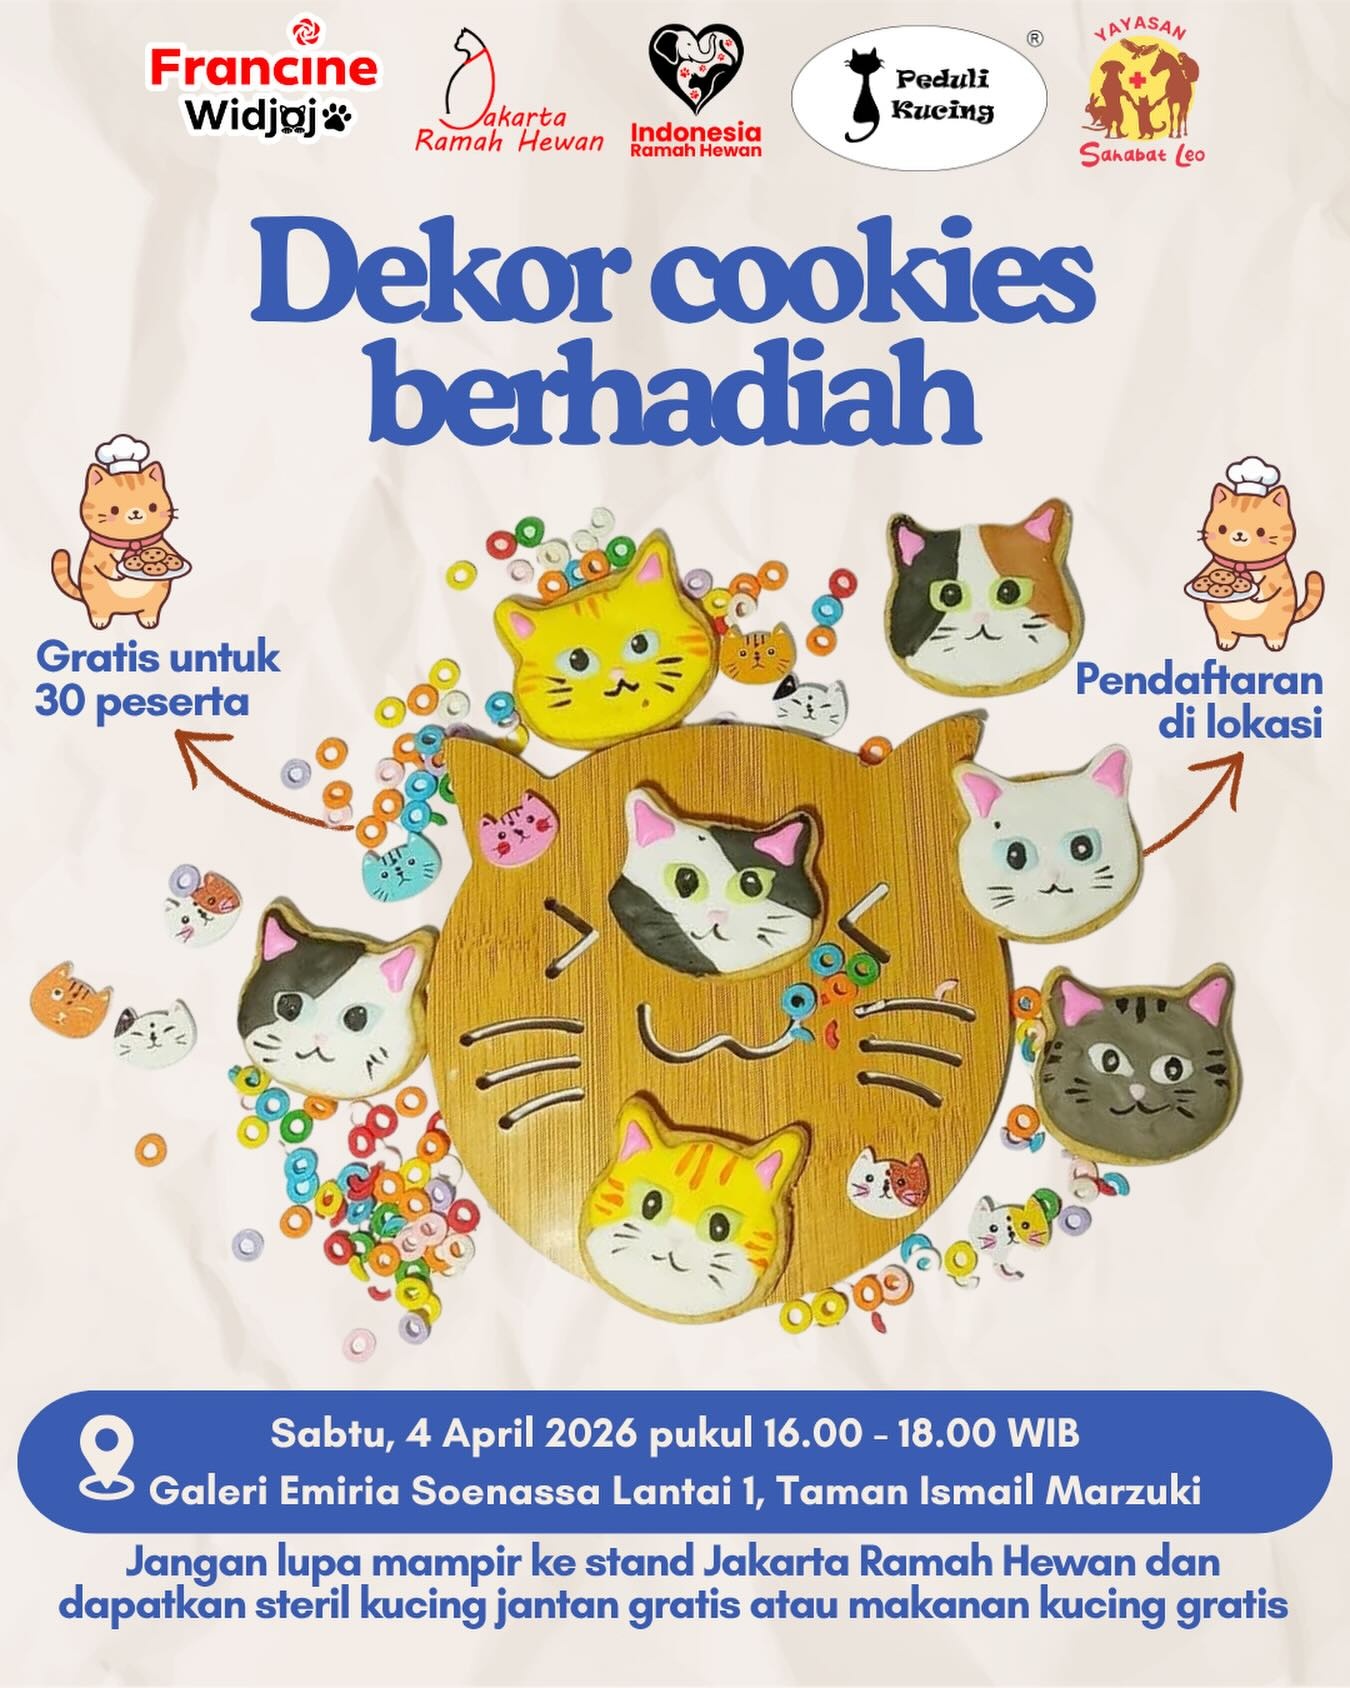 Francine
Widjaja
Jakarta
Ramah Hewan
Indonesia
Ramah Hewan
Peduli
Kucing
®
YAYASAN
Sahabat Leo
Dekor cookies
berhadiah
Gratis untuk
30 peserta
Pendaftaran
di lokasi
Sabtu, 4 April 2026 pukul 16.00 - 18.00 WIB
Galeri Emiria Soenassa Lantai 1, Taman Ismail Marzuki
Jangan lupa mampir ke stand Jakarta Ramah Hewan dan
dapatkan steril kucing jantan gratis atau makanan kucing gratis